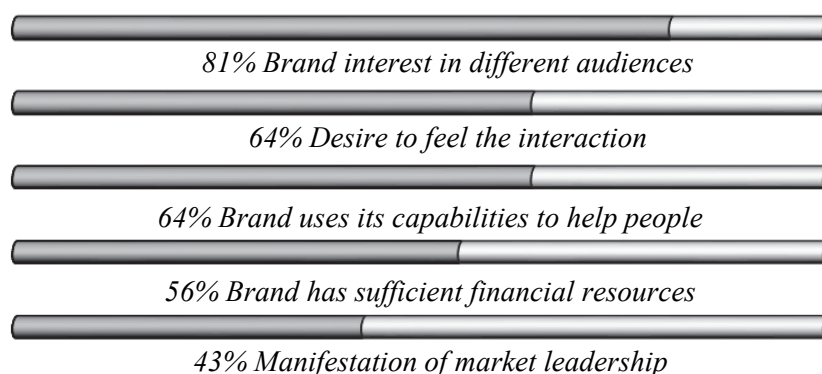 81% Brand interest in different audiences
64% Desire to feel the interaction
64% Brand uses its capabilities to help people
56% Brand has sufficient financial resources
43% Manifestation of market leadership